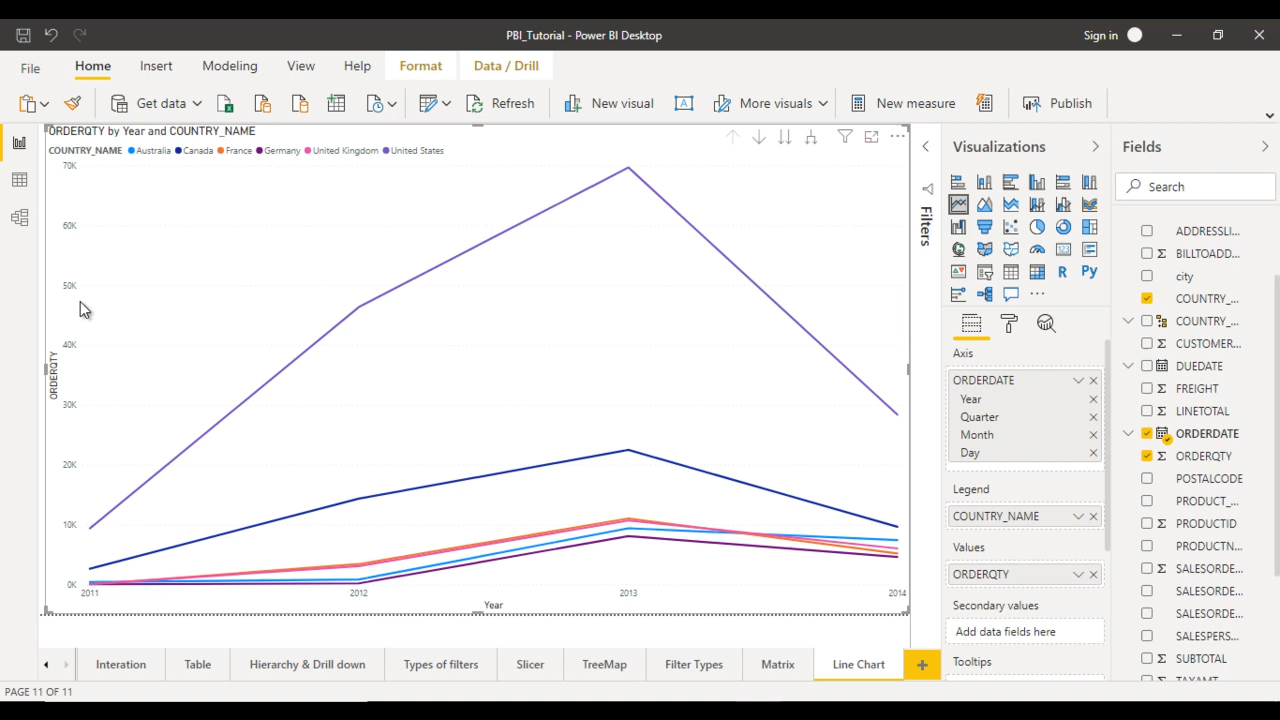 PBI_Tutorial - Power BI Desktop
Sign in
File
Home
Insert
Modeling
View
Help
Format
Data / Drill
Get data
Refresh
New visual
More visuals
New measure
Publish
ORDERQTY by Year and COUNTRY_NAME
COUNTRY_NAME Australia Canada France Germany United Kingdom United States
70K
60K
50K
40K
30K
20K
10K
0K
ORDERQTY
2011
2012
2013
2014
Year
Filters
Visualizations
123
R
Py
Axis
ORDERDATE
Year
Quarter
Month
Day
Legend
COUNTRY_NAME
Values
ORDERQTY
Secondary values
Add data fields here
Tooltips
Fields
Search
ADDRESSLI...
Σ BILLTOADD...
city
COUNTRY_...
COUNTRY_...
Σ CUSTOMER...
DUEDATE
Σ FREIGHT
Σ LINETOTAL
ORDERDATE
Σ ORDERQTY
POSTALCODE
PRODUCT_...
Σ PRODUCTID
PRODUCTN...
Σ SALESORDE...
SALESORDE...
SALESORDE...
SALESPERS...
Σ SUBTOTAL
Σ TAXAMT
Interation
Table
Hierarchy & Drill down
Types of filters
Slicer
TreeMap
Filter Types
Matrix
Line Chart
+
PAGE 11 OF 11